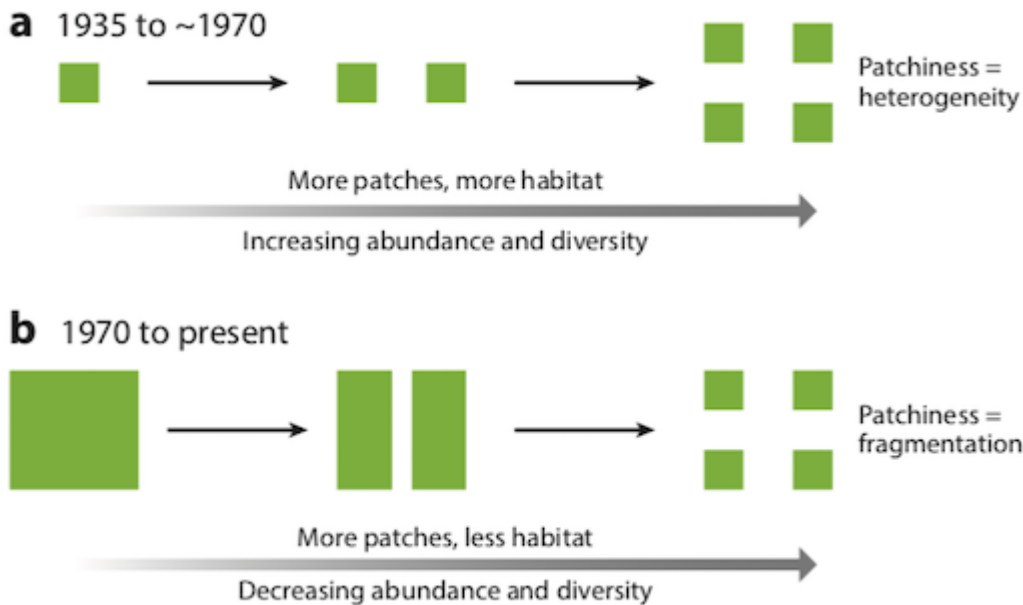 a 1935 to ~1970
Patchiness =
heterogeneity
More patches, more habitat
Increasing abundance and diversity
b 1970 to present
Patchiness =
fragmentation
More patches, less habitat
Decreasing abundance and diversity